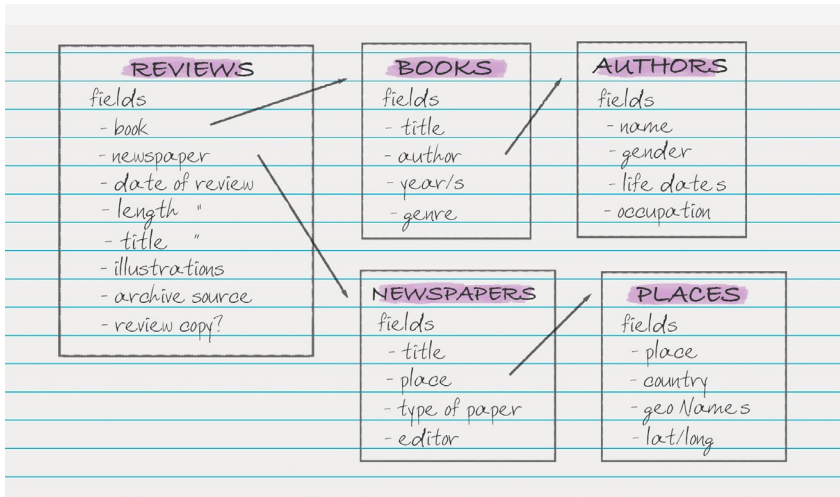 REVIEWS
fields
- book
- newspaper
- date of review
- length "
- title "
- illustrations
- archive source
- review copy?
BOOKS
fields
- title
- author
- year/s
- genre
AUTHORS
fields
- name
- gender
- life dates
- occupation
NEWSPAPERS
fields
- title
- place
- type of paper
- editor
PLACES
fields
- place
- country
- geoNames
- lat/long